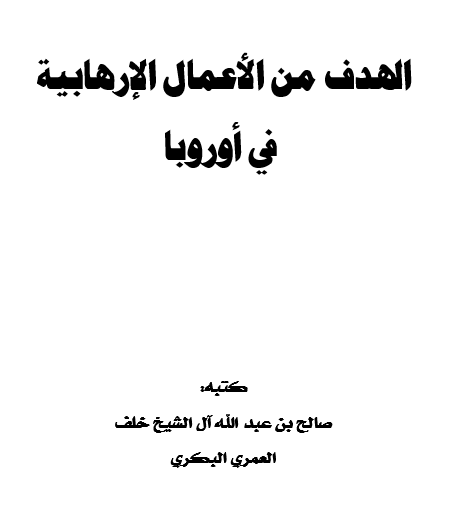 الهدف من الأعمال الإرهابية
في أوروبا
كتبه:
صالح بن عبد الله آل الشيخ خلف
العمري البكري